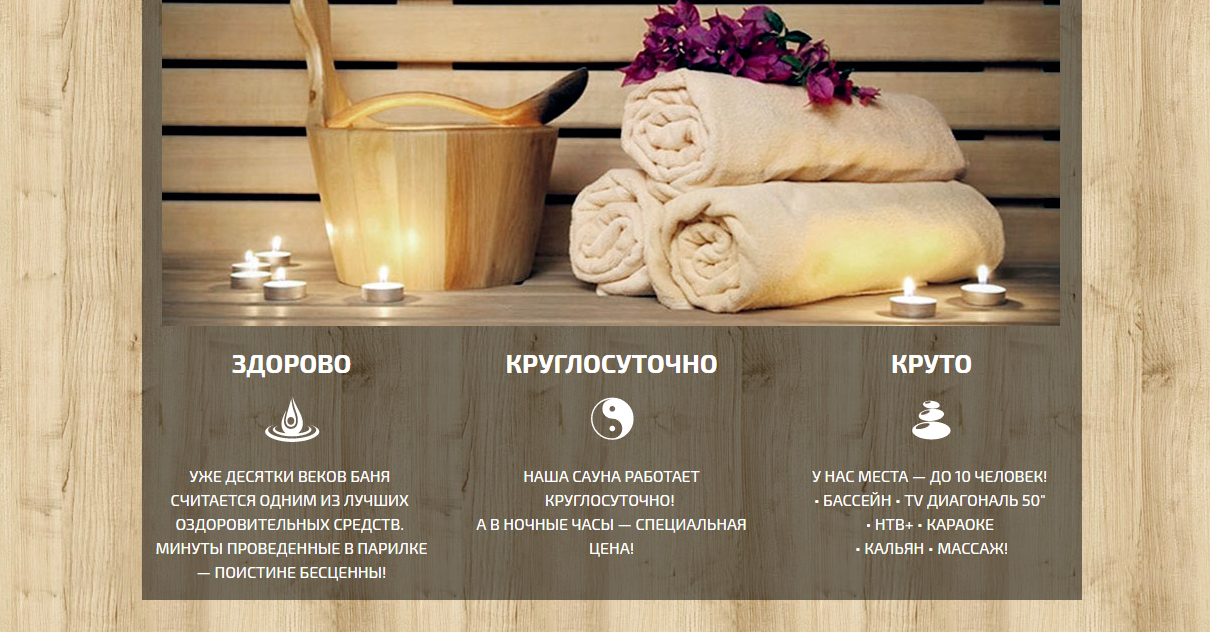 ЗДОРОВО
УЖЕ ДЕСЯТКИ ВЕКОВ БАНЯ
СЧИТАЕТСЯ ОДНИМ ИЗ ЛУЧШИХ
ОЗДОРОВИТЕЛЬНЫХ СРЕДСТВ.
МИНУТЫ ПРОВЕДЕННЫЕ В ПАРИЛКЕ
— ПОИСТИНЕ БЕСЦЕННЫ!
КРУГЛОСУТОЧНО
НАША САУНА РАБОТАЕТ
КРУГЛОСУТОЧНО!
А В НОЧНЫЕ ЧАСЫ — СПЕЦИАЛЬНАЯ
ЦЕНА!
КРУТО
У НАС МЕСТА — ДО 10 ЧЕЛОВЕК!
• БАССЕЙН • TV ДИАГОНАЛЬ 50"
• НТВ+ • КАРАОКЕ
• КАЛЬЯН • МАССАЖ!